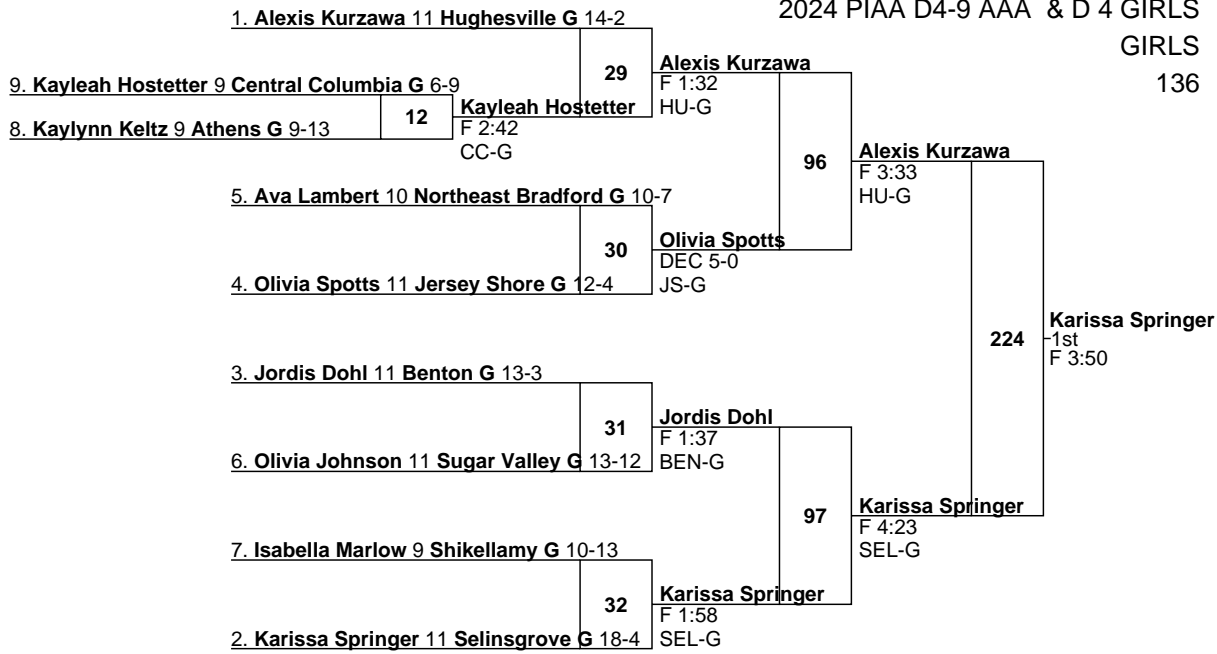 2024 PIAA D4-9 AAA & D 4 GIRLS
GIRLS
136
1. Alexis Kurzawa 11 Hughesville G 14-2
29
Alexis Kurzawa
F 1:32
HU-G
9. Kayleah Hostetter 9 Central Columbia G 6-9
12
Kayleah Hostetter
F 2:42
CC-G
8. Kaylynn Keltz 9 Athens G 9-13
96
Alexis Kurzawa
F 3:33
HU-G
5. Ava Lambert 10 Northeast Bradford G 10-7
30
Olivia Spotts
DEC 5-0
JS-G
4. Olivia Spotts 11 Jersey Shore G 12-4
224
Karissa Springer
1st
F 3:50
3. Jordis Dohl 11 Benton G 13-3
31
Jordis Dohl
F 1:37
BEN-G
6. Olivia Johnson 11 Sugar Valley G 13-12
97
Karissa Springer
F 4:23
SEL-G
7. Isabella Marlow 9 Shikellamy G 10-13
32
Karissa Springer
F 1:58
SEL-G
2. Karissa Springer 11 Selinsgrove G 18-4